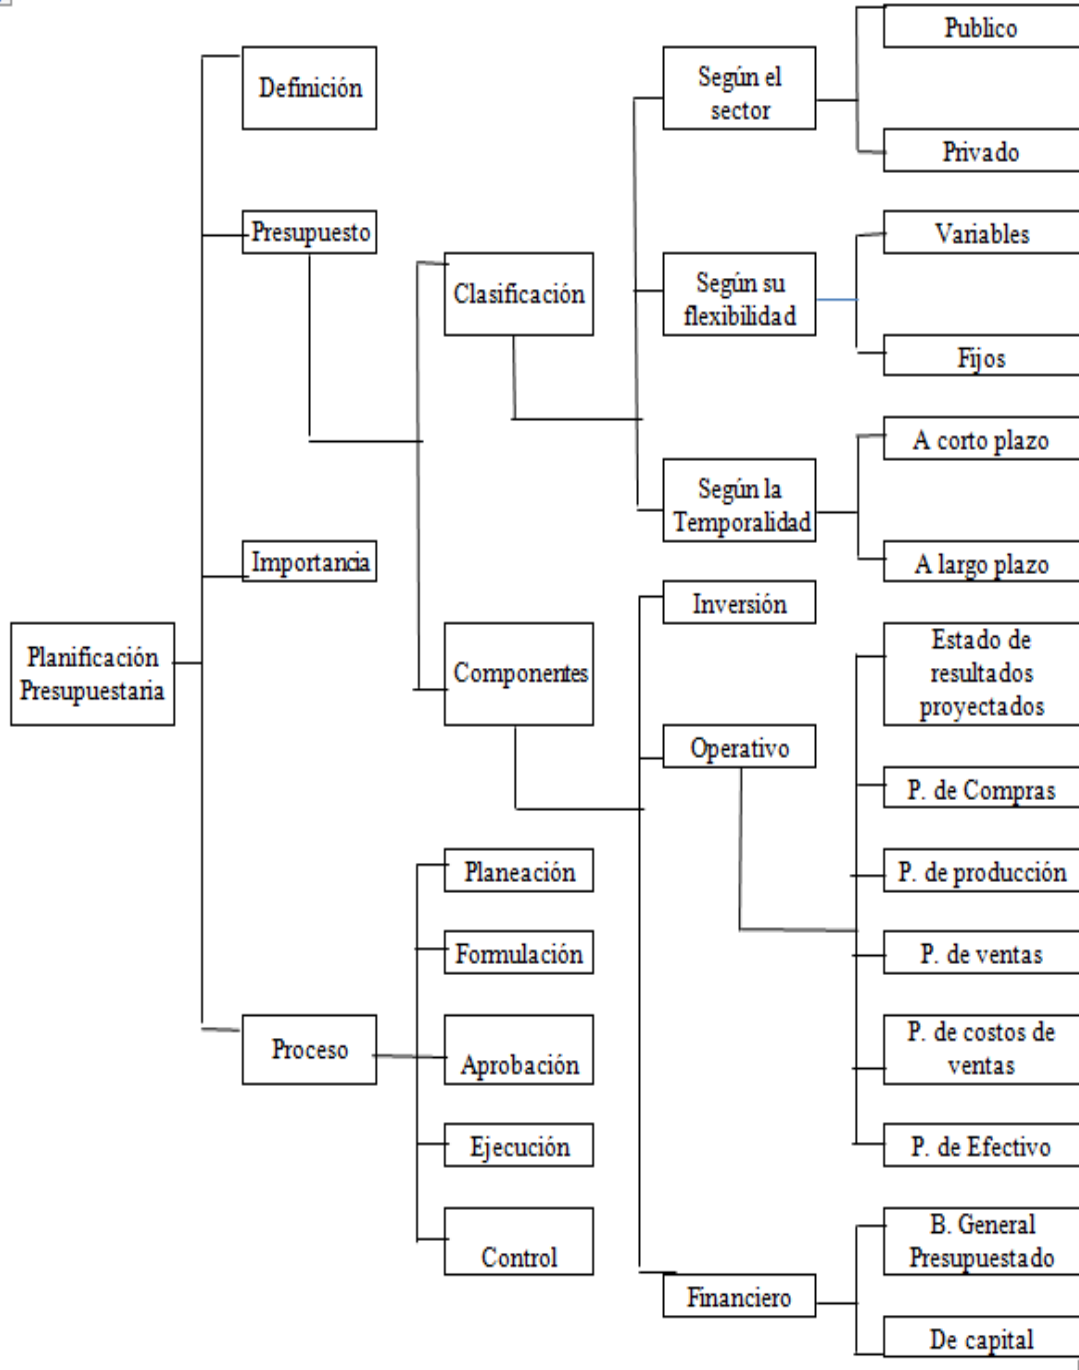 Planificación
Presupuestaria
Definición
Presupuesto
Importancia
Proceso
Clasificación
Componentes
Planeación
Formulación
Aprobación
Ejecución
Control
Según el
sector
Según su
flexibilidad
Según la
Temporalidad
Inversión
Operativo
Financiero
Publico
Privado
Variables
Fijos
A corto plazo
A largo plazo
Estado de
resultados
proyectados
P. de Compras
P. de producción
P. de ventas
P. de costos de
ventas
P. de Efectivo
B. General
Presupuestado
De capital